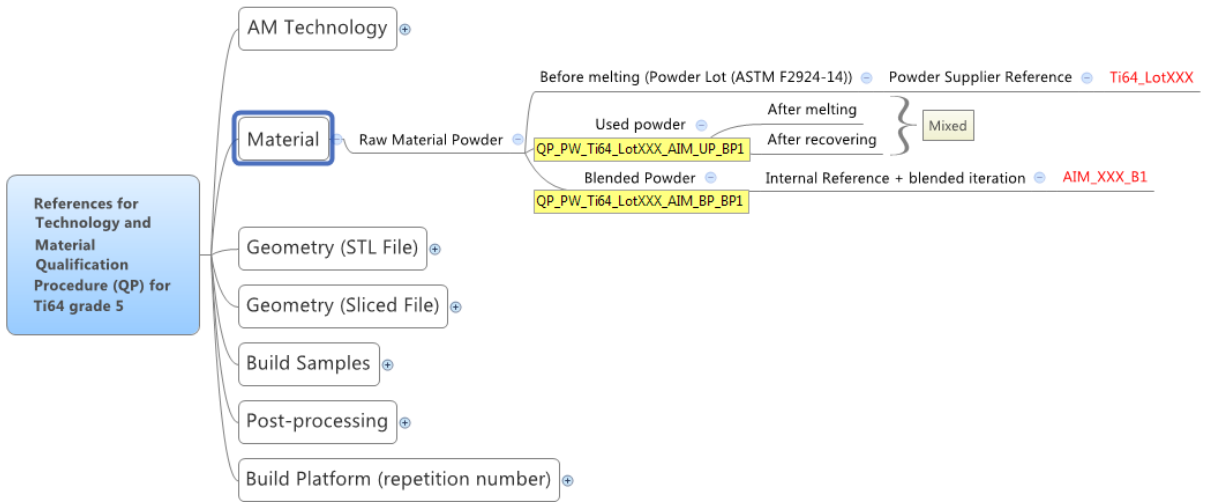 References for
Technology and
Material
Qualification
Procedure (QP) for
Ti64 grade 5
AM Technology
Material
Raw Material Powder
Before melting (Powder Lot (ASTM F2924-14))
Powder Supplier Reference
Ti64_LotXXX
Used powder
QP_PW_Ti64_LotXXX_AIM_UP_BP1
After melting
After recovering
Mixed
Blended Powder
QP_PW_Ti64_LotXXX_AIM_BP_BP1
Internal Reference + blended iteration
AIM_XXX_B1
Geometry (STL File)
Geometry (Sliced File)
Build Samples
Post-processing
Build Platform (repetition number)